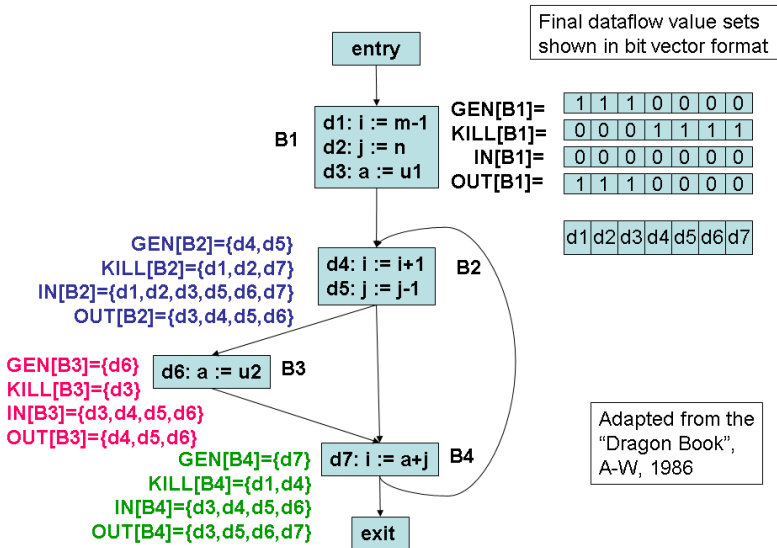 Final dataflow value sets
shown in bit vector format
entry
B1
d1: i := m-1
d2: j := n
d3: a := u1
GEN[B1]= 1 1 1 0 0 0 0
KILL[B1]= 0 0 0 1 1 1 1
IN[B1]= 0 0 0 0 0 0 0
OUT[B1]= 1 1 1 0 0 0 0
d1 d2 d3 d4 d5 d6 d7
GEN[B2]={d4,d5}
KILL[B2]={d1,d2,d7}
IN[B2]={d1,d2,d3,d5,d6,d7}
OUT[B2]={d3,d4,d5,d6}
d4: i := i+1
d5: j := j-1
B2
GEN[B3]={d6}
KILL[B3]={d3}
IN[B3]={d3,d4,d5,d6}
OUT[B3]={d4,d5,d6}
d6: a := u2
B3
d7: i := a+j
B4
GEN[B4]={d7}
KILL[B4]={d1,d4}
IN[B4]={d3,d4,d5,d6}
OUT[B4]={d3,d5,d6,d7}
exit
Adapted from the
“Dragon Book”,
A-W, 1986